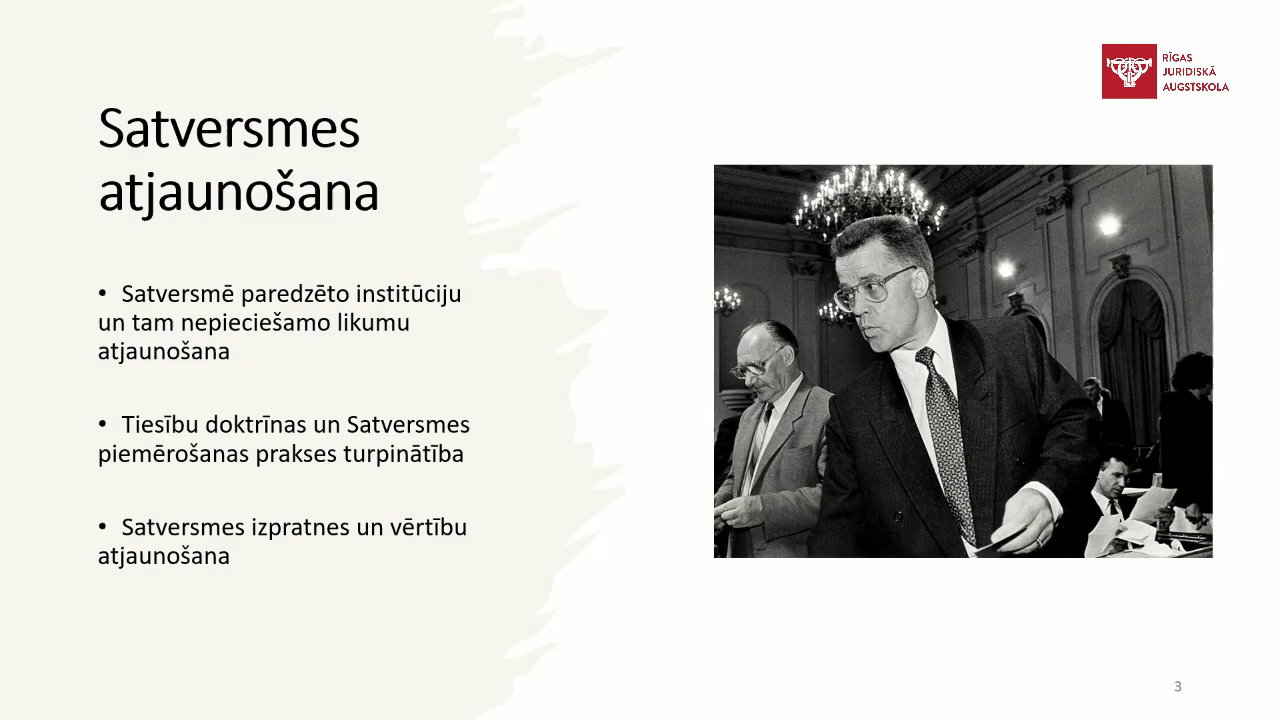 RĪGAS
JURIDISKĀ
AUGSTSKOLA
Satversmes
atjaunošana
• Satversmē paredzēto institūciju
un tam nepieciešamo likumu
atjaunošana
• Tiesību doktrīnas un Satversmes
piemērošanas prakses turpinātība
• Satversmes izpratnes un vērtību
atjaunošana
3